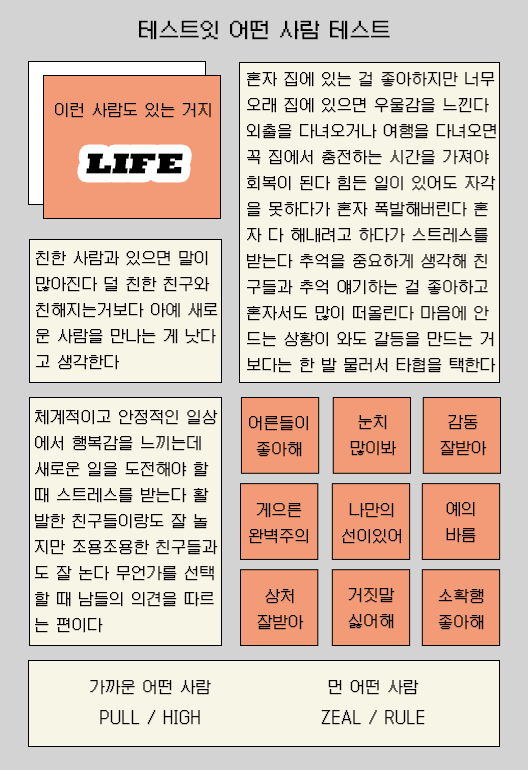 테스트잇 어떤 사람 테스트
이런 사람도 있는 거지
LIFE
혼자 집에 있는 걸 좋아하지만 너무
오래 집에 있으면 우울감을 느낀다
외출을 다녀오거나 여행을 다녀오면
꼭 집에서 충전하는 시간을 가져야
회복이 된다 힘든 일이 있어도 자각
을 못하다가 혼자 폭발해버린다 혼
자 다 해내려고 하다가 스트레스를
받는다 추억을 중요하게 생각해 친
구들과 추억 얘기하는 걸 좋아하고
혼자서도 많이 떠올린다 마음에 안
드는 상황이 와도 갈등을 만드는 거
보다는 한 발 물러서 타협을 택한다
친한 사람과 있으면 말이
많아진다 덜 친한 친구와
친해지는거보다 아예 새로
운 사람을 만나는 게 낫다
고 생각한다
체계적이고 안정적인 일상
에서 행복감을 느끼는데
새로운 일을 도전해야 할
때 스트레스를 받는다 활
발한 친구들이랑도 잘 놀
지만 조용조용한 친구들과
도 잘 논다 무언가를 선택
할 때 남들의 의견을 따르
는 편이다
어른들이
좋아해
눈치
많이봐
감동
잘받아
게으른
완벽주의
나만의
선이있어
예의
바름
상처
잘받아
거짓말
싫어해
소확행
좋아해
가까운 어떤 사람
PULL / HIGH
먼 어떤 사람
ZEAL / RULE